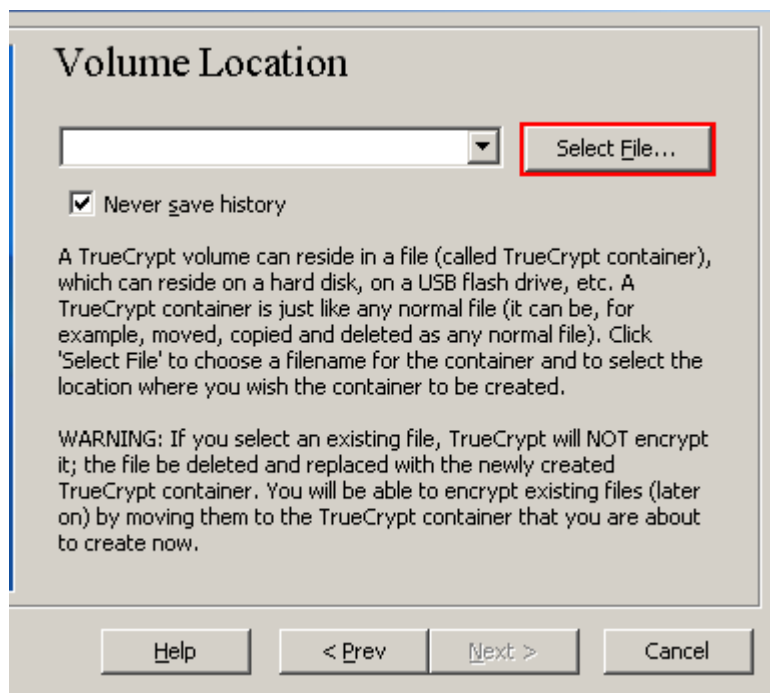 Volume Location
Select File...
Never save history
A TrueCrypt volume can reside in a file (called TrueCrypt container),
which can reside on a hard disk, on a USB flash drive, etc. A
TrueCrypt container is just like any normal file (it can be, for
example, moved, copied and deleted as any normal file). Click
'Select File' to choose a filename for the container and to select the
location where you wish the container to be created.
WARNING: If you select an existing file, TrueCrypt will NOT encrypt
it; the file be deleted and replaced with the newly created
TrueCrypt container. You will be able to encrypt existing files (later
on) by moving them to the TrueCrypt container that you are about
to create now.
Help
< Prev
Next >
Cancel